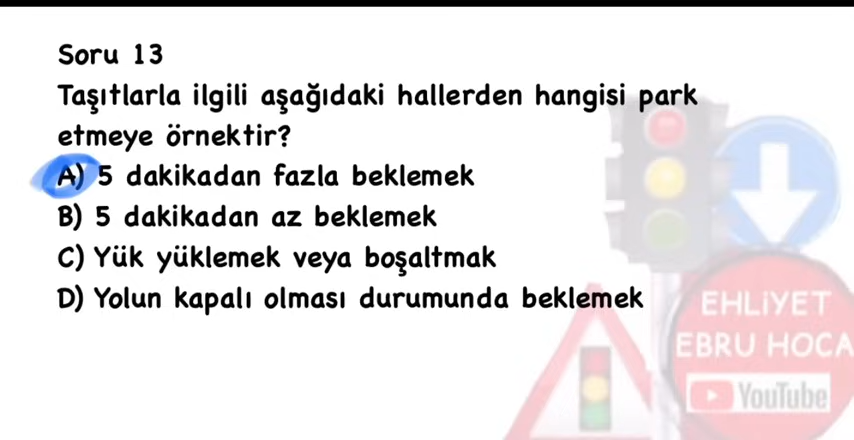 Soru 13
Taşıtlarla ilgili aşağıdaki hallerden hangisi park
etmeye örnektir?
A) 5 dakikadan fazla beklemek
B) 5 dakikadan az beklemek
C) Yük yüklemek veya boşaltmak
D) Yolun kapalı olması durumunda beklemek
EHLİYET
EBRU HOCA
YouTube